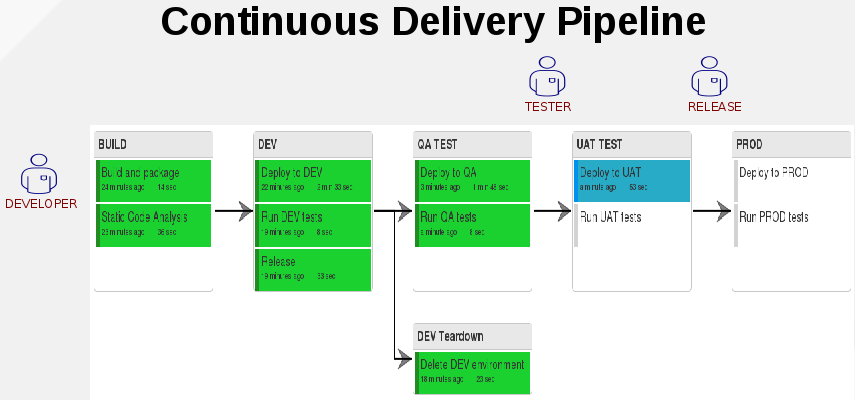 Continuous Delivery Pipeline
TESTER
RELEASE
DEVELOPER
BUILD
Build and package
24 minutes ago 14 sec
Static Code Analysis
23 minutes ago 36 sec
DEV
Deploy to DEV
22 minutes ago 2 min 33 sec
Run DEV tests
19 minutes ago 8 sec
Release
19 minutes ago 33 sec
QA TEST
Deploy to QA
3 minutes ago 1 min 43 sec
Run QA tests
a minute ago 8 sec
UAT TEST
Deploy to UAT
a minute ago 53 sec
Run UAT tests
PROD
Deploy to PROD
Run PROD tests
DEV Teardown
Delete DEV environment
18 minutes ago 23 sec